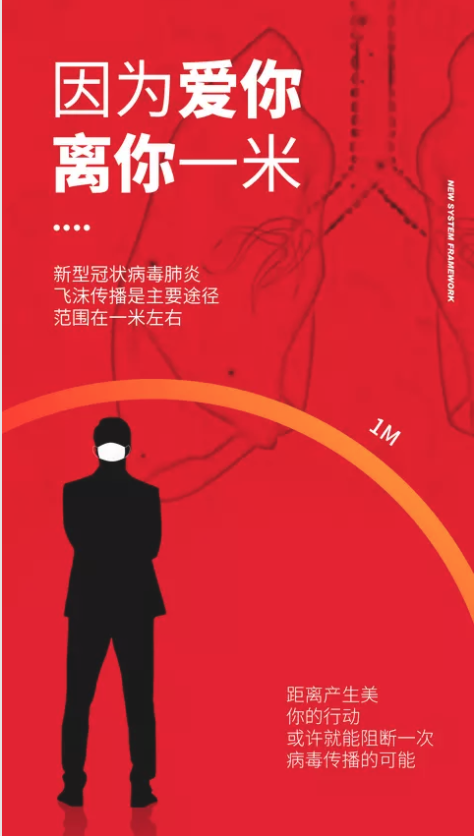 因为爱你
离你一米
••••
新型冠状病毒肺炎
飞沫传播是主要途径
范围在一米左右
NEW SYSTEM FRAMEWORK
1M
距离产生美
你的行动
或许就能阻断一次
病毒传播的可能